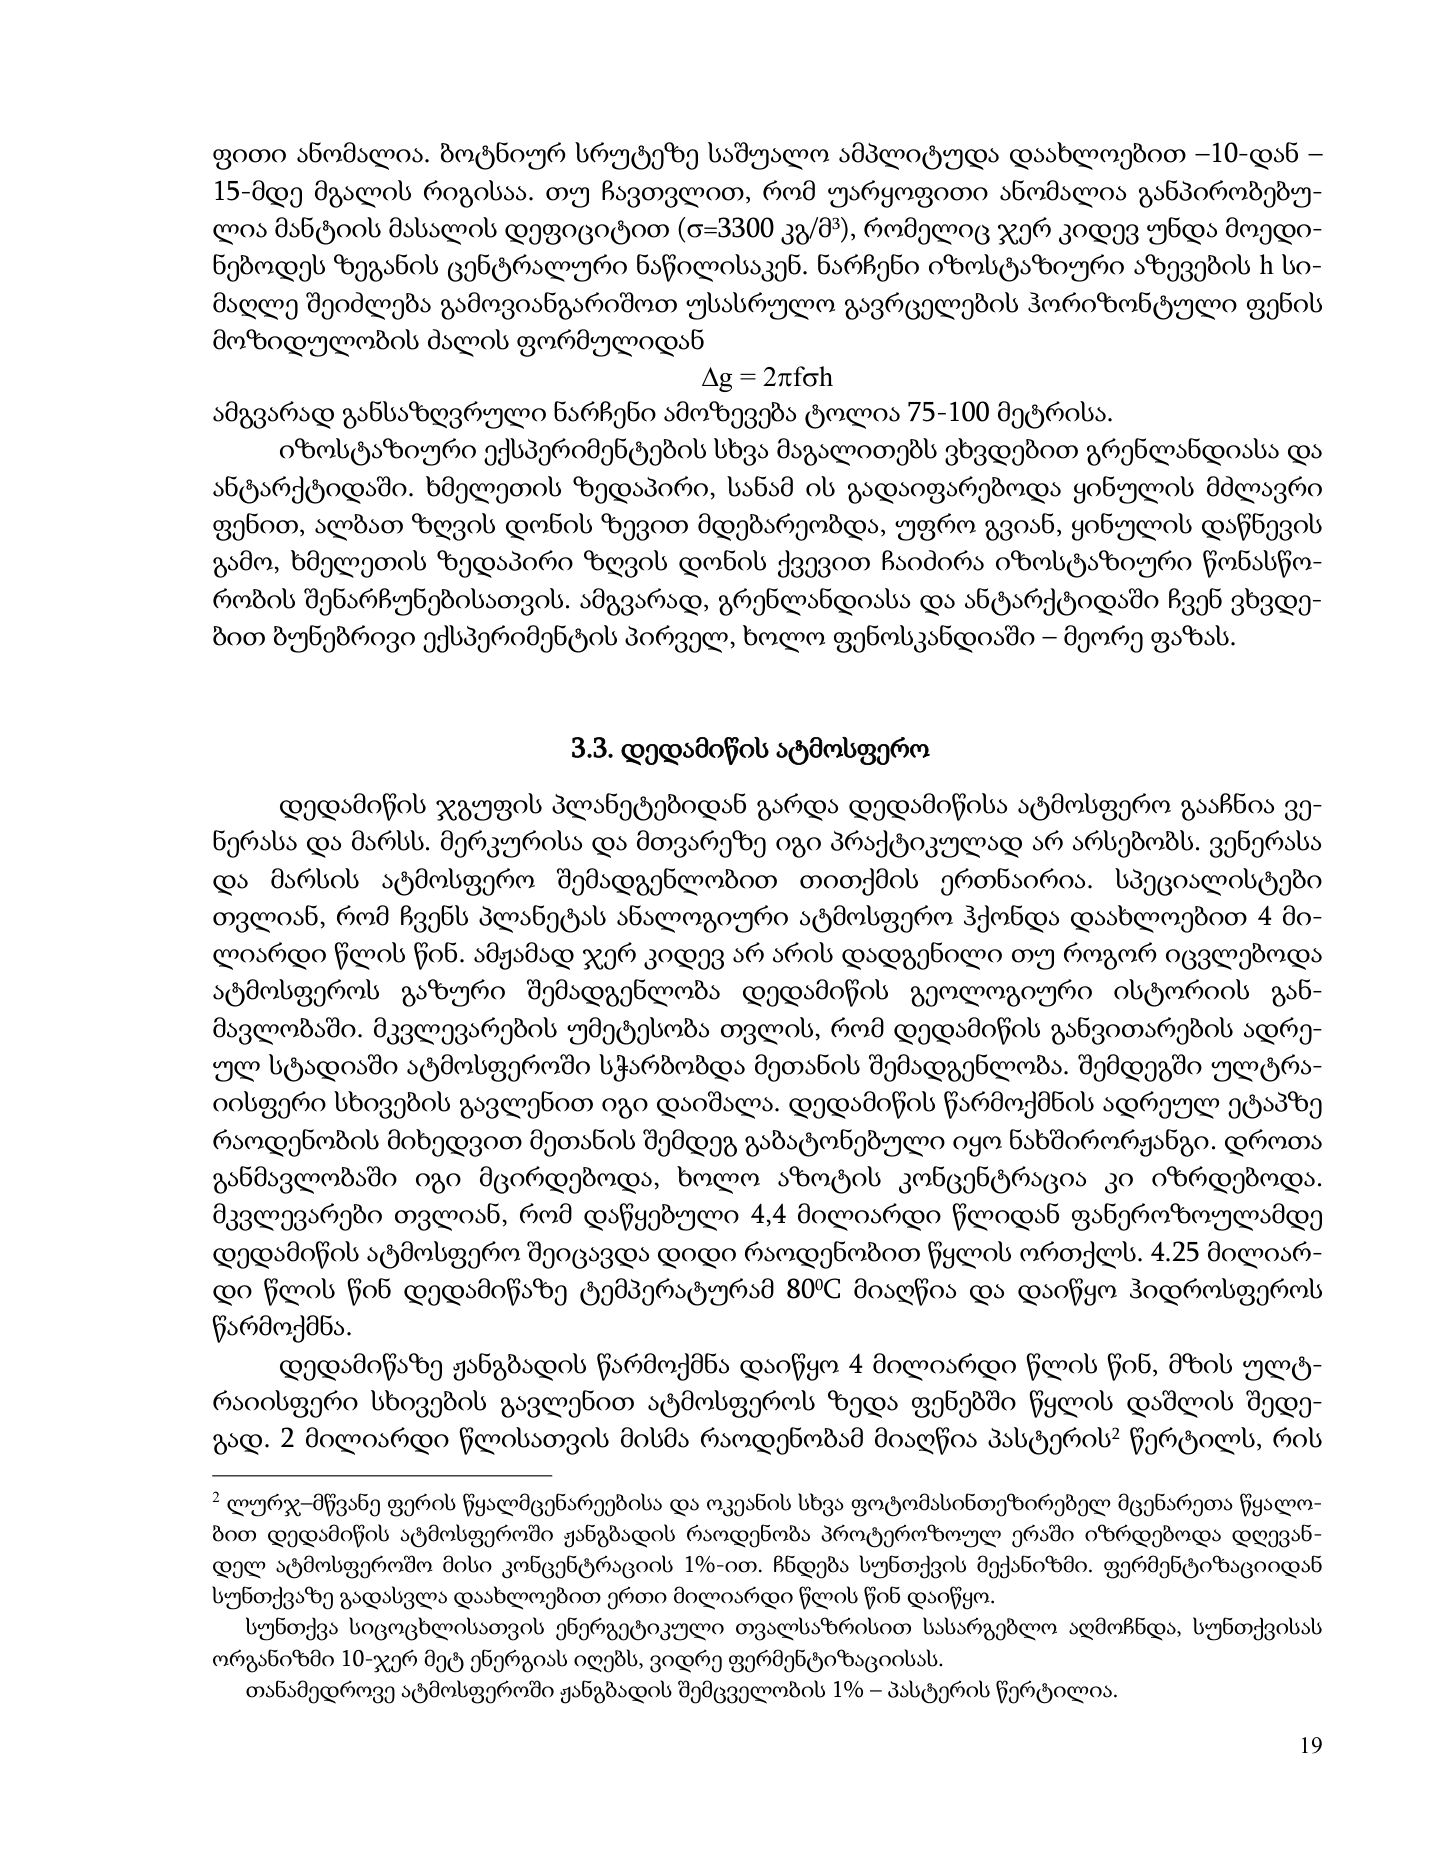 ფითი ანომალია. ბოტნიურ სრუტეზე საშუალო ამპლიტუდა დაახლოებით –10-დან –
15-მდე მგალის რიგისაა. თუ ჩავთვლით, რომ უარყოფითი ანომალია განპირობებუ-
ლია მანტიის მასალის დეფიციტით (σ=3300 კგ/მ³), რომელიც ჯერ კიდევ უნდა მოედი-
ნებოდეს ზეგანის ცენტრალური ნაწილისაკენ. ნარჩენი იზოსტაზიური აზევების h სი-
მაღლე შეიძლება გამოვიანგარიშოთ უსასრულო გავრცელების ჰორიზონტული ფენის
მოზიდულობის ძალის ფორმულიდან
Δg = 2πfσh
ამგვარად განსაზღვრული ნარჩენი ამოზევება ტოლია 75-100 მეტრისა.
იზოსტაზიური ექსპერიმენტების სხვა მაგალითებს ვხვდებით გრენლანდიასა და
ანტარქტიდაში. ხმელეთის ზედაპირი, სანამ ის გადაიფარებოდა ყინულის მძლავრი
ფენით, ალბათ ზღვის დონის ზევით მდებარეობდა, უფრო გვიან, ყინულის დაწნევის
გამო, ხმელეთის ზედაპირი ზღვის დონის ქვევით ჩაიძირა იზოსტაზიური წონასწო-
რობის შენარჩუნებისათვის. ამგვარად, გრენლანდიასა და ანტარქტიდაში ჩვენ ვხვდე-
ბით ბუნებრივი ექსპერიმენტის პირველ, ხოლო ფენოსკანდიაში – მეორე ფაზას.
3.3. დედამიწის ატმოსფერო
დედამიწის ჯგუფის პლანეტებიდან გარდა დედამიწისა ატმოსფერო გააჩნია ვე-
ნერასა და მარსს. მერკურისა და მთვარეზე იგი პრაქტიკულად არ არსებობს. ვენერასა
და მარსის ატმოსფერო შემადგენლობით თითქმის ერთნაირია. სპეციალისტები
თვლიან, რომ ჩვენს პლანეტას ანალოგიური ატმოსფერო ჰქონდა დაახლოებით 4 მი-
ლიარდი წლის წინ. ამჟამად ჯერ კიდევ არ არის დადგენილი თუ როგორ იცვლებოდა
ატმოსფეროს გაზური შემადგენლობა დედამიწის გეოლოგიური ისტორიის გან-
მავლობაში. მკვლევარების უმეტესობა თვლის, რომ დედამიწის განვითარების ადრე-
ულ სტადიაში ატმოსფეროში სჭარბობდა მეთანის შემადგენლობა. შემდეგში ულტრა-
იისფერი სხივების გავლენით იგი დაიშალა. დედამიწის წარმოქმნის ადრეულ ეტაპზე
რაოდენობის მიხედვით მეთანის შემდეგ გაბატონებული იყო ნახშირორჟანგი. დროთა
განმავლობაში იგი მცირდებოდა, ხოლო აზოტის კონცენტრაცია კი იზრდებოდა.
მკვლევარები თვლიან, რომ დაწყებული 4,4 მილიარდი წლიდან ფანეროზოულამდე
დედამიწის ატმოსფერო შეიცავდა დიდი რაოდენობით წყლის ორთქლს. 4.25 მილიარ-
დი წლის წინ დედამიწაზე ტემპერატურამ 80⁰C მიაღწია და დაიწყო ჰიდროსფეროს
წარმოქმნა.
დედამიწაზე ჟანგბადის წარმოქმნა დაიწყო 4 მილიარდი წლის წინ, მზის ულტ-
რაიისფერი სხივების გავლენით ატმოსფეროს ზედა ფენებში წყლის დაშლის შედე-
გად. 2 მილიარდი წლისათვის მისმა რაოდენობამ მიაღწია პასტერის² წერტილს, რის
² ლურჯ–მწვანე ფერის წყალმცენარეებისა და ოკეანის სხვა ფოტომასინთეზირებელ მცენარეთა წყალო-
ბით დედამიწის ატმოსფეროში ჟანგბადის რაოდენობა პროტეროზოულ ერაში იზრდებოდა დღევან-
დელ ატმოსფეროშო მისი კონცენტრაციის 1%-ით. ჩნდება სუნთქვის მექანიზმი. ფერმენტიზაციიდან
სუნთქვაზე გადასვლა დაახლოებით ერთი მილიარდი წლის წინ დაიწყო.
სუნთქვა სიცოცხლისათვის ენერგეტიკული თვალსაზრისით სასარგებლო აღმოჩნდა, სუნთქვისას
ორგანიზმი 10-ჯერ მეტ ენერგიას იღებს, ვიდრე ფერმენტიზაციისას.
თანამედროვე ატმოსფეროში ჟანგბადის შემცველობის 1% – პასტერის წერტილია.
19